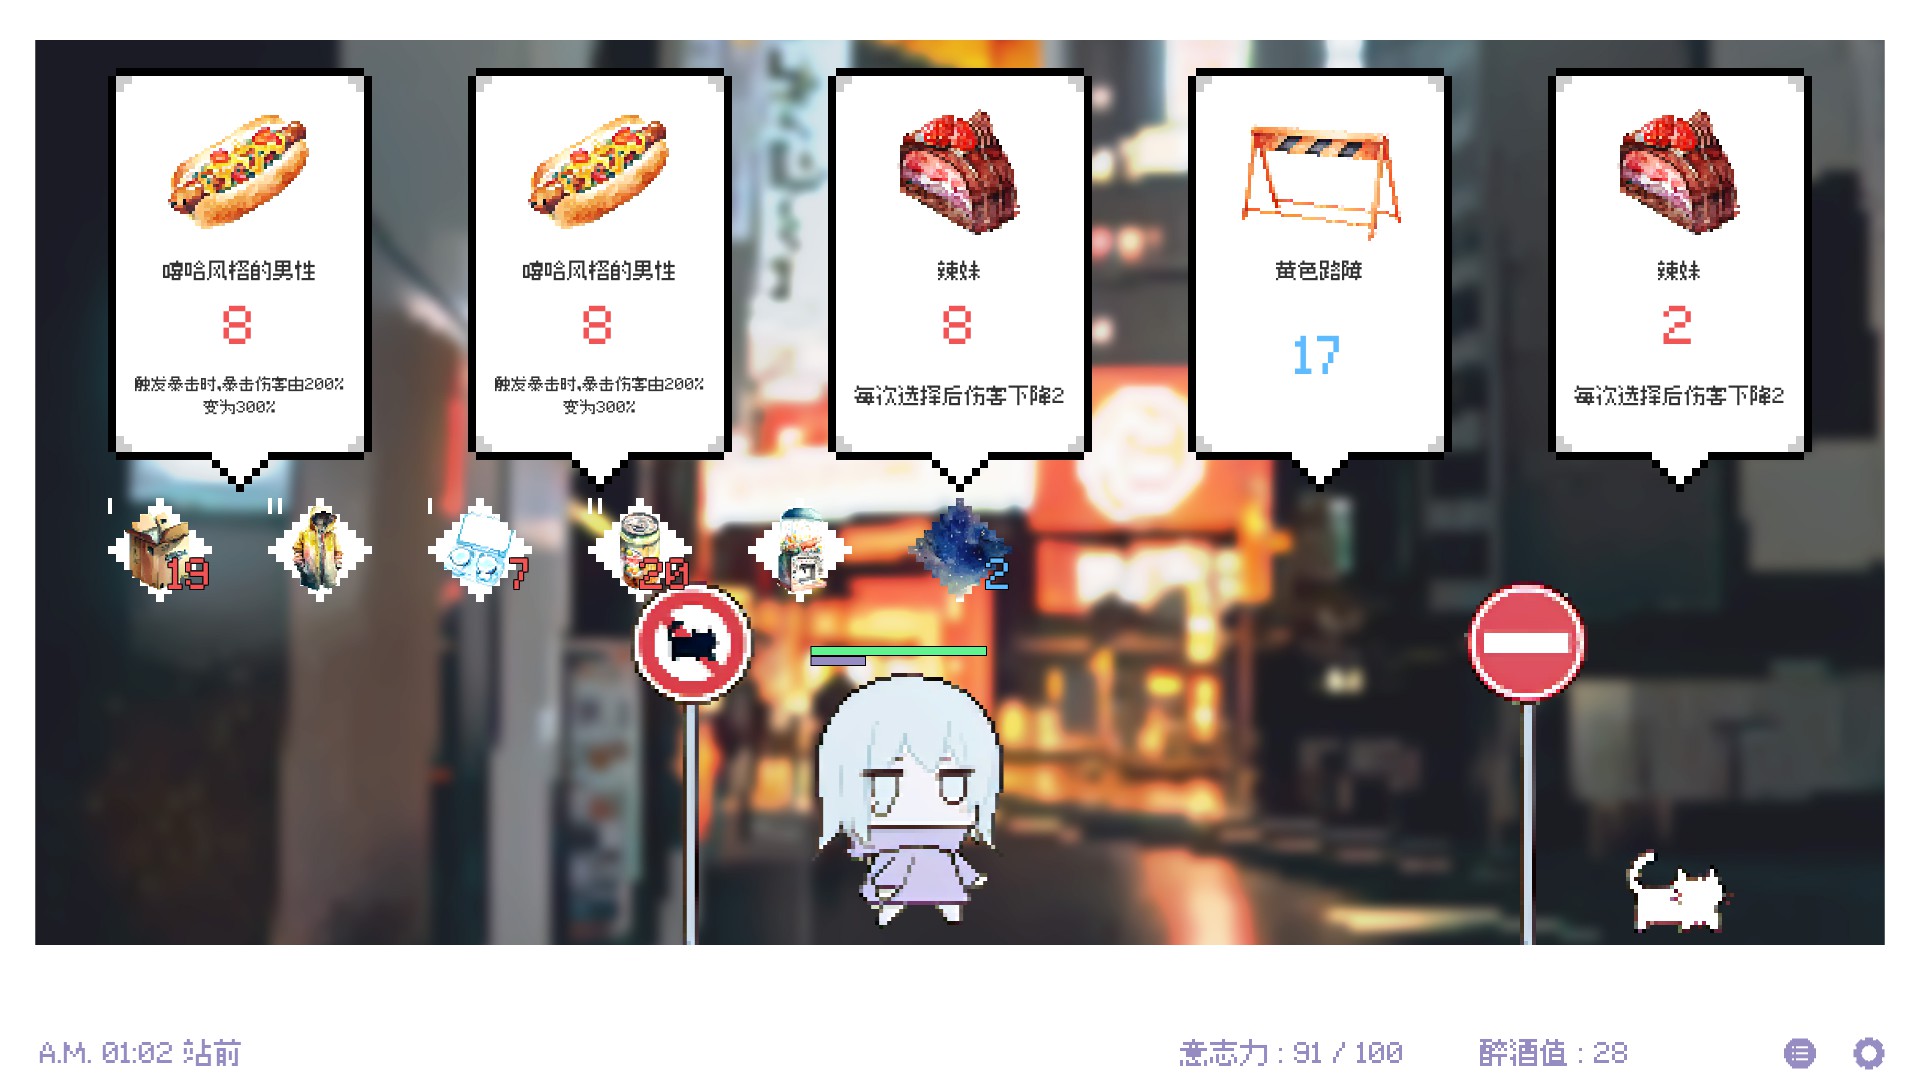 嘻哈风格的男性
8
触发暴击时,暴击伤害由200%
变为300%
嘻哈风格的男性
8
触发暴击时,暴击伤害由200%
变为300%
辣妹
8
每次选择后伤害下降2
黄色路障
17
辣妹
2
每次选择后伤害下降2
I
19
II
I
7
II
20
2
A.M. 01:02 站前
意志力 : 91 / 100
醉酒值 : 28